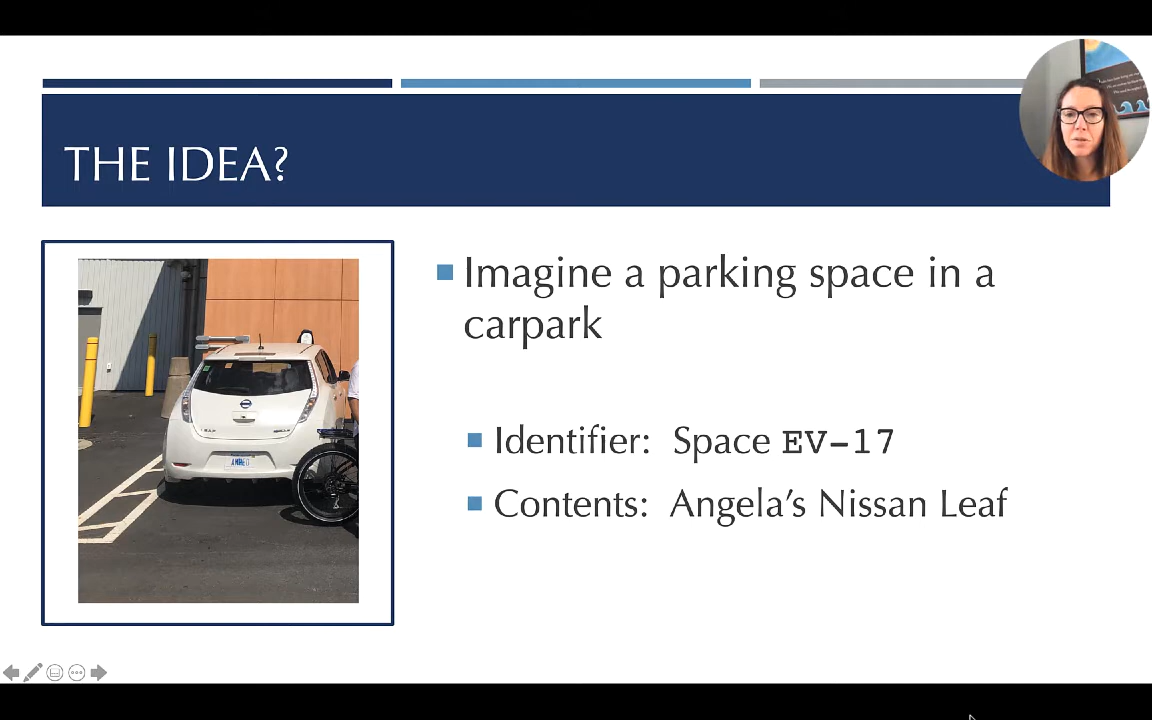 THE IDEA?
Imagine a parking space in a
carpark
Identifier: Space EV-17
Contents: Angela's Nissan Leaf